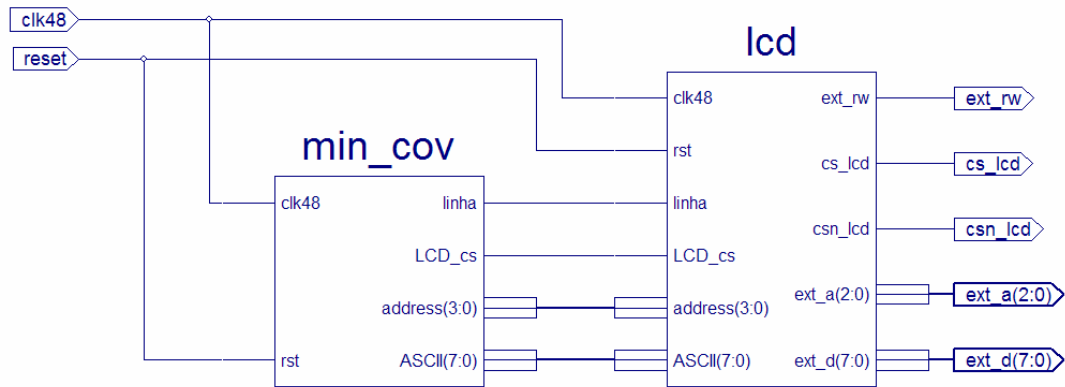 clk48
reset
min_cov
clk48
linha
LCD_cs
address(3:0)
rst
ASCII(7:0)
lcd
clk48
ext_rw
rst
cs_lcd
linha
csn_lcd
LCD_cs
address(3:0)
ext_a(2:0)
ASCII(7:0)
ext_d(7:0)
ext_rw
cs_lcd
csn_lcd
ext_a(2:0)
ext_d(7:0)